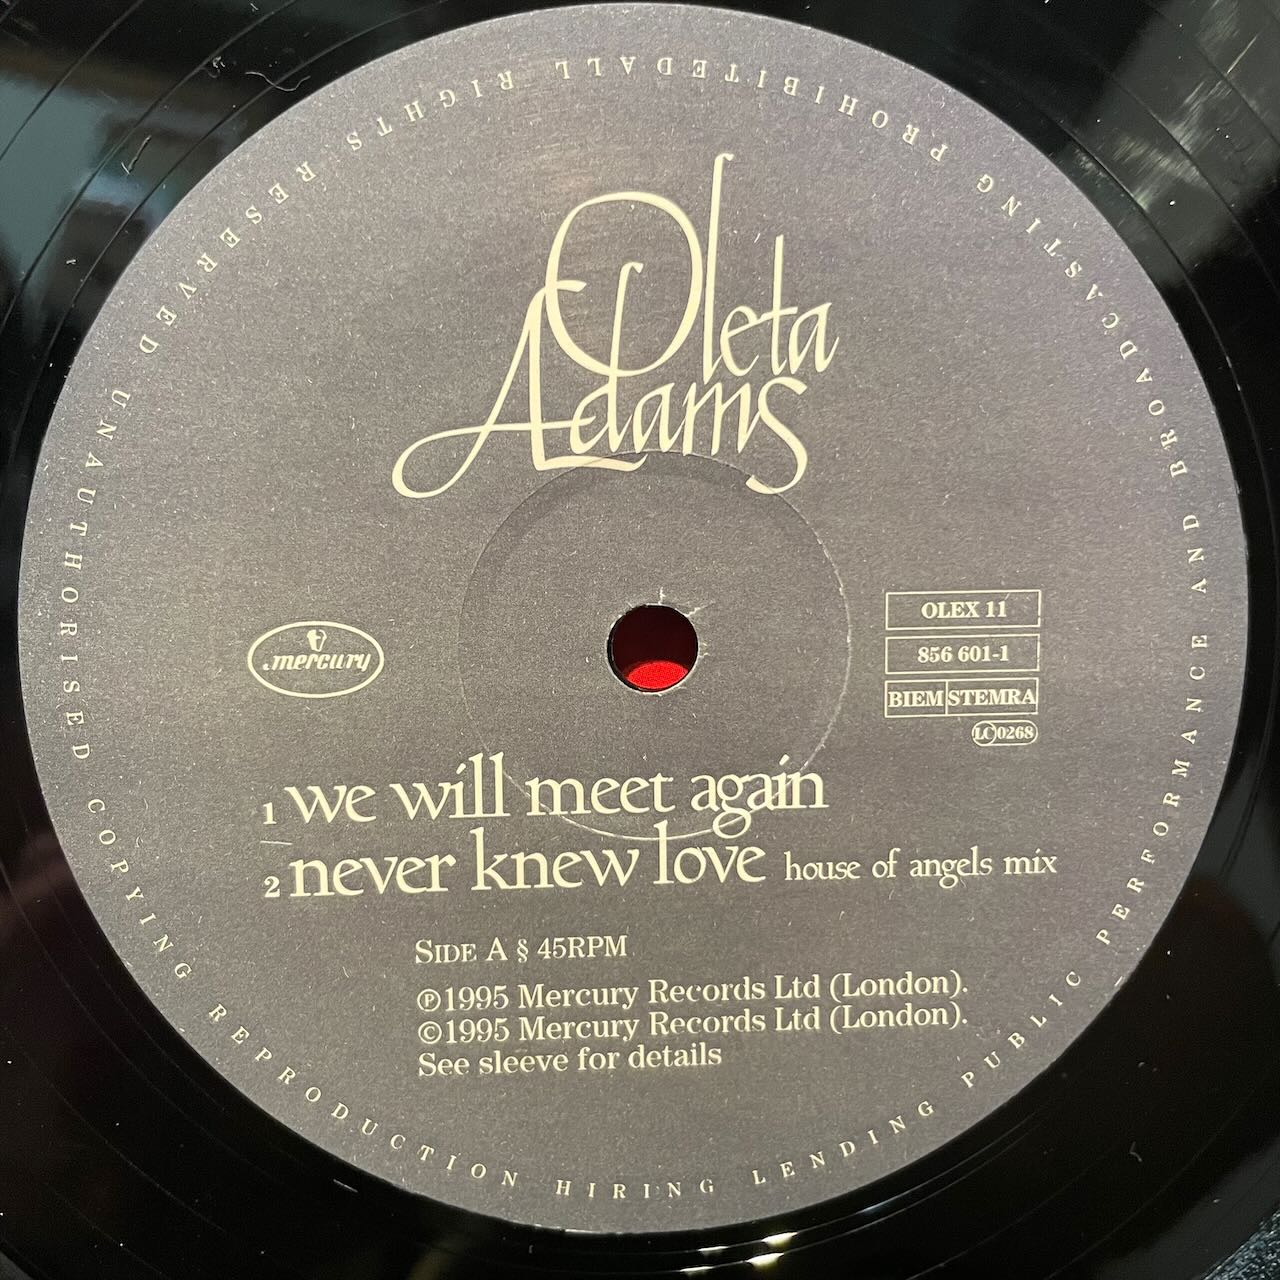 Oleta
Adams
mercury
OLEX 11
856 601-1
BIEM STEMRA
LC0268
1 we will meet again
2 never knew love house of angels mix
SIDE A § 45RPM
℗1995 Mercury Records Ltd (London).
©1995 Mercury Records Ltd (London).
See sleeve for details
ALL RIGHTS RESERVED UNAUTHORISED COPYING REPRODUCTION HIRING LENDING PUBLIC PERFORMANCE AND BROADCASTING PROHIBITED